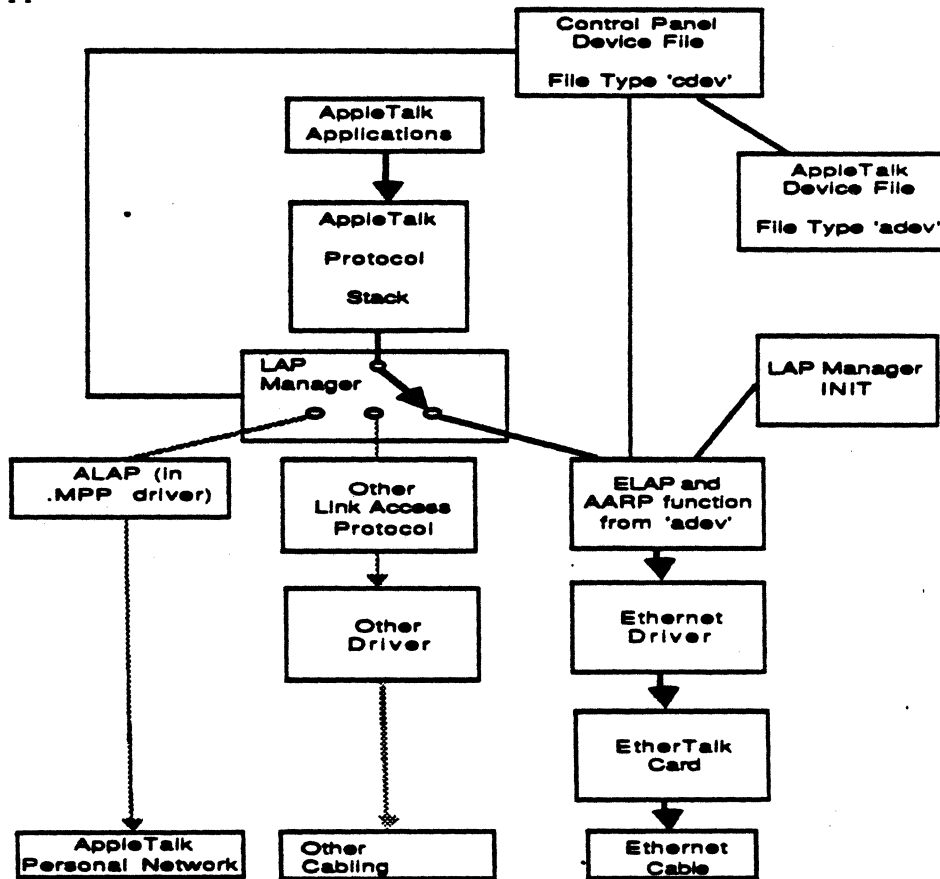 Control Panel
Device File
File Type 'cdev'
AppleTalk
Applications
AppleTalk
Device File
File Type 'adev'
AppleTalk
Protocol
Stack
LAP
Manager
LAP Manager
INIT
ALAP (in
.MPP driver)
Other
Link Access
Protocol
ELAP and
AARP function
from 'adev'
Other
Driver
Ethernet
Driver
EtherTalk
Card
AppleTalk
Personal Network
Other
Cabling
Ethernet
Cable